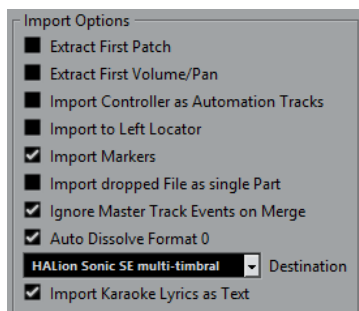 Import Options
Extract First Patch
Extract First Volume/Pan
Import Controller as Automation Tracks
Import to Left Locator
Import Markers
Import dropped File as single Part
Ignore Master Track Events on Merge
Auto Dissolve Format 0
HALion Sonic SE multi-timbral Destination
Import Karaoke Lyrics as Text